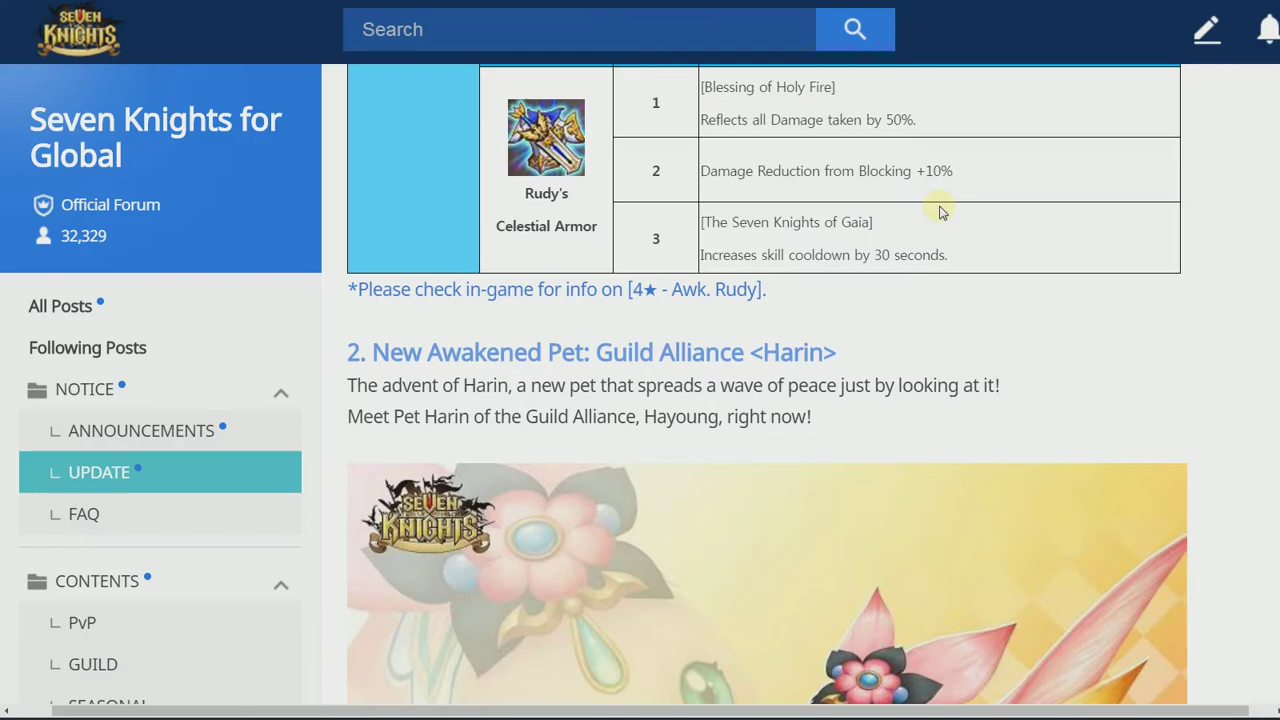 SEVEN
KNIGHTS
Search
Seven Knights for
Global
Official Forum
32,329
All Posts
Following Posts
NOTICE
ANNOUNCEMENTS
UPDATE
FAQ
CONTENTS
PvP
GUILD
SEASONAL
Rudy's
Celestial Armor
1
[Blessing of Holy Fire]
Reflects all Damage taken by 50%.
2
Damage Reduction from Blocking +10%
3
[The Seven Knights of Gaia]
Increases skill cooldown by 30 seconds.
*Please check in-game for info on [4★ - Awk. Rudy].
2. New Awakened Pet: Guild Alliance <Harin>
The advent of Harin, a new pet that spreads a wave of peace just by looking at it!
Meet Pet Harin of the Guild Alliance, Hayoung, right now!
SEVEN
KNIGHTS